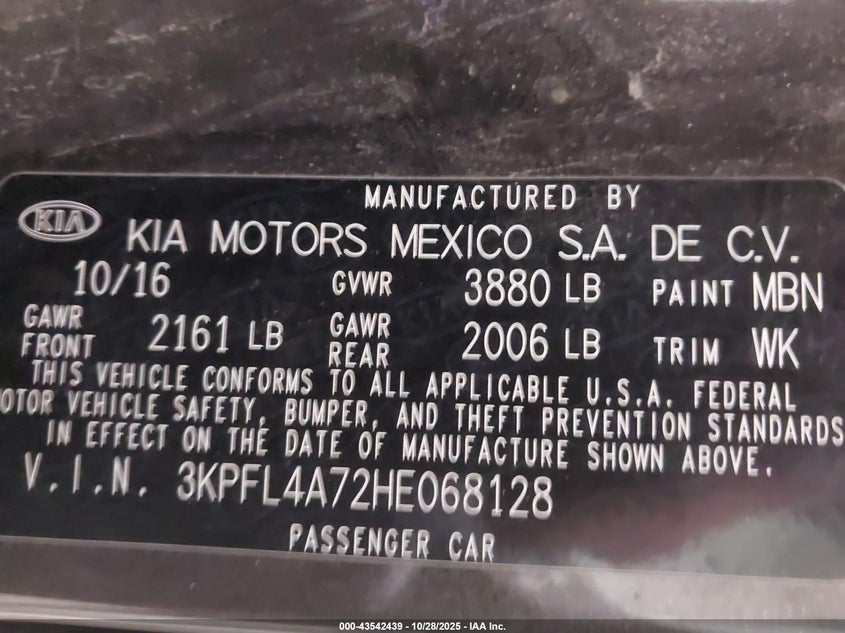 MANUFACTURED BY
KIA KIA MOTORS MEXICO S.A. DE C.V.
10/16 GVWR 3880 LB PAINT MBN
GAWR FRONT 2161 LB GAWR REAR 2006 LB TRIM WK
THIS VEHICLE CONFORMS TO ALL APPLICABLE U.S.A. FEDERAL
OTOR VEHICLE SAFETY, BUMPER, AND THEFT PREVENTION STANDARDS
IN EFFECT ON THE DATE OF MANUFACTURE SHOWN ABOVE.
V.I.N. 3KPFL4A72HE068128
PASSENGER CAR
000-43542439 - 10/28/2025 - IAA Inc.